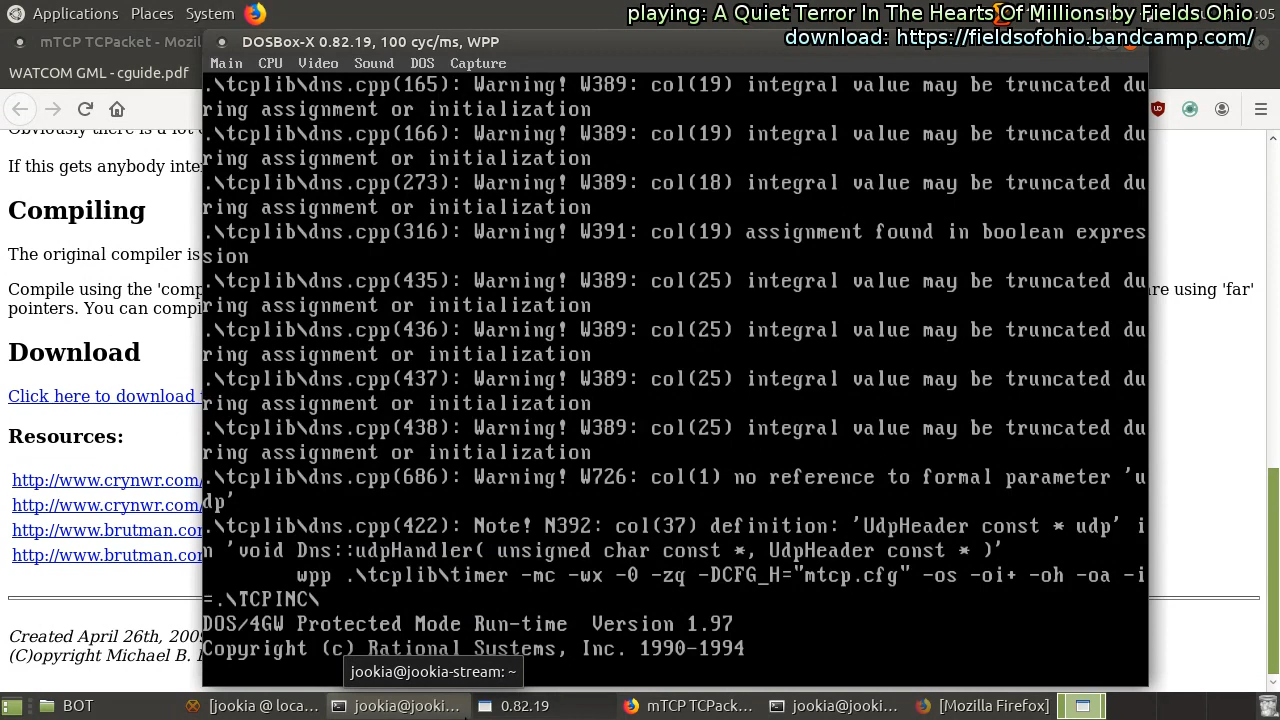 Applications Places System
playing: A Quiet Terror In The Hearts Of Millions by Fields Ohio
:05
download: https://fieldsofohio.bandcamp.com/
mTCP TCPacket - Mozil
DOSBox-X 0.82.19, 100 cyc/ms, WPP
WATCOM GML - cguide.pdf
Main CPU Video Sound DOS Capture
.\tcplib\dns.cpp(165): Warning! W389: col(19) integral value may be truncated du
ring assignment or initialization
.\tcplib\dns.cpp(166): Warning! W389: col(19) integral value may be truncated du
ring assignment or initialization
.\tcplib\dns.cpp(273): Warning! W389: col(18) integral value may be truncated du
ring assignment or initialization
.\tcplib\dns.cpp(316): Warning! W391: col(19) assignment found in boolean expres
sion
.\tcplib\dns.cpp(435): Warning! W389: col(25) integral value may be truncated du
ring assignment or initialization
.\tcplib\dns.cpp(436): Warning! W389: col(25) integral value may be truncated du
ring assignment or initialization
.\tcplib\dns.cpp(437): Warning! W389: col(25) integral value may be truncated du
ring assignment or initialization
.\tcplib\dns.cpp(438): Warning! W389: col(25) integral value may be truncated du
ring assignment or initialization
.\tcplib\dns.cpp(686): Warning! W726: col(1) no reference to formal parameter 'u
dp'
.\tcplib\dns.cpp(422): Note! N392: col(37) definition: 'UdpHeader const * udp' i
n 'void Dns::udpHandler( unsigned char const *, UdpHeader const * )'
wpp .\tcplib\timer -mc -wx -0 -zq -DCFG_H="mtcp.cfg" -os -oi+ -oh -oa -i
=.\TCPINC\
DOS/4GW Protected Mode Run-time Version 1.97
Copyright (c) Rational Systems, Inc. 1990-1994
If this gets anybody inte
Compiling
The original compiler is
Compile using the 'comp
re using 'far'
pointers. You can compi
Download
Click here to download
Resources:
http://www.crynwr.com/
http://www.crynwr.com/
http://www.brutman.com
http://www.brutman.com
Created April 26th, 2009
(C)opyright Michael B.
jookia@jookia-stream: ~
BOT
[jookia @ loca...
jookia@jookia...
0.82.19
mTCP TCPacket...
jookia@jookia...
[Mozilla Firefox]